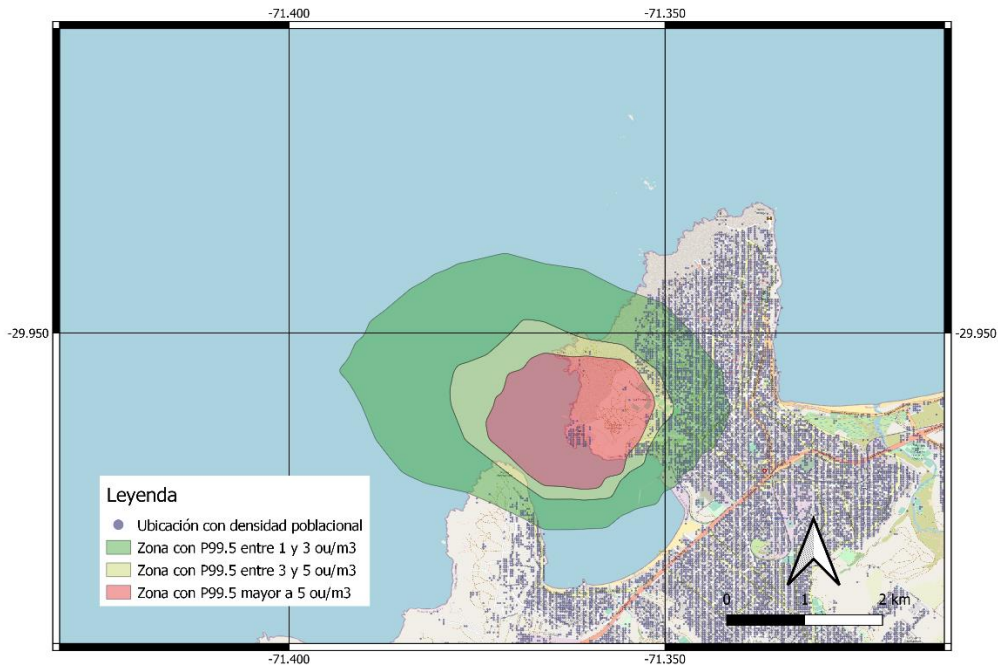 -71.400
-71.350
-29.950
-29.950
Leyenda
Ubicación con densidad poblacional
Zona con P99.5 entre 1 y 3 ou/m3
Zona con P99.5 entre 3 y 5 ou/m3
Zona con P99.5 mayor a 5 ou/m3
0
1
2 km
-71.400
-71.350